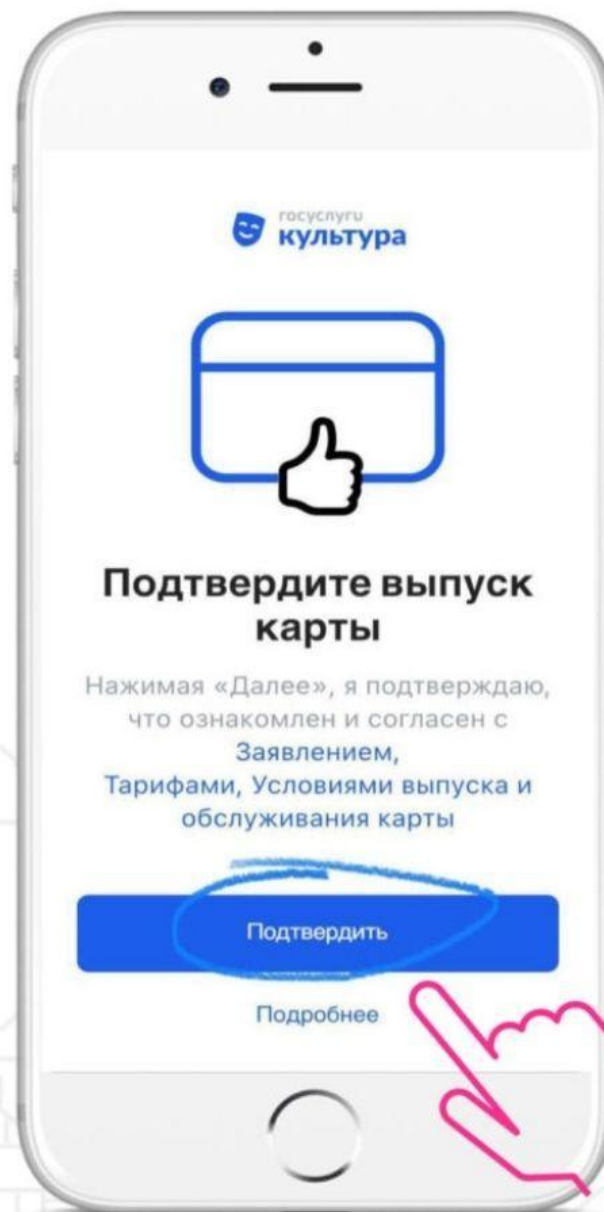 госуслуги
культура
Подтвердите выпуск
карты
Нажимая «Далее», я подтверждаю,
что ознакомлен и согласен с
Заявлением,
Тарифами, Условиями выпуска и
обслуживания карты
Подтвердить
Подробнее